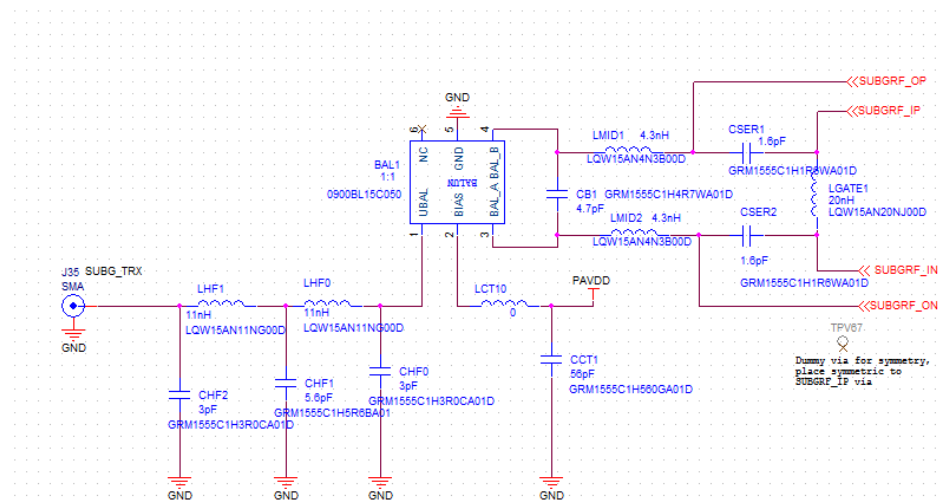 SUBGRF_OP
GND
SUBGRF_IP
LMID1 4.3nH
CSER1
1.6pF
LQW15AN4N3B00D
GRM1555C1H1R6WA01D
6 5 4
NC GND BAL_B
BAL1
1:1
0900BL15C050
BALUN
UBAL BIAS BAL_A
1 2 3
CB1 GRM1555C1H4R7WA01D
4.7pF
LGATE1
20nH
LQW15AN20NJ00D
LMID2 4.3nH
CSER2
LQW15AN4N3B00D
1.6pF
GRM1555C1H1R6WA01D
SUBGRF_IN
SUBGRF_ON
J35 SUBG_TRX
SMA
GND
LHF1
11nH
LQW15AN11NG00D
LHF0
11nH
LQW15AN11NG00D
LCT10
0
PAVDD
TPV67
Dummy via for symmetry,
place symmetric to
SUBGRF_IP via
CHF2
3pF
GRM1555C1H3R0CA01D
CHF1
5.6pF
GRM1555C1H5R6BA01
CHF0
3pF
GRM1555C1H3R0CA01D
CCT1
56pF
GRM1555C1H560GA01D
GND
GND
GND
GND